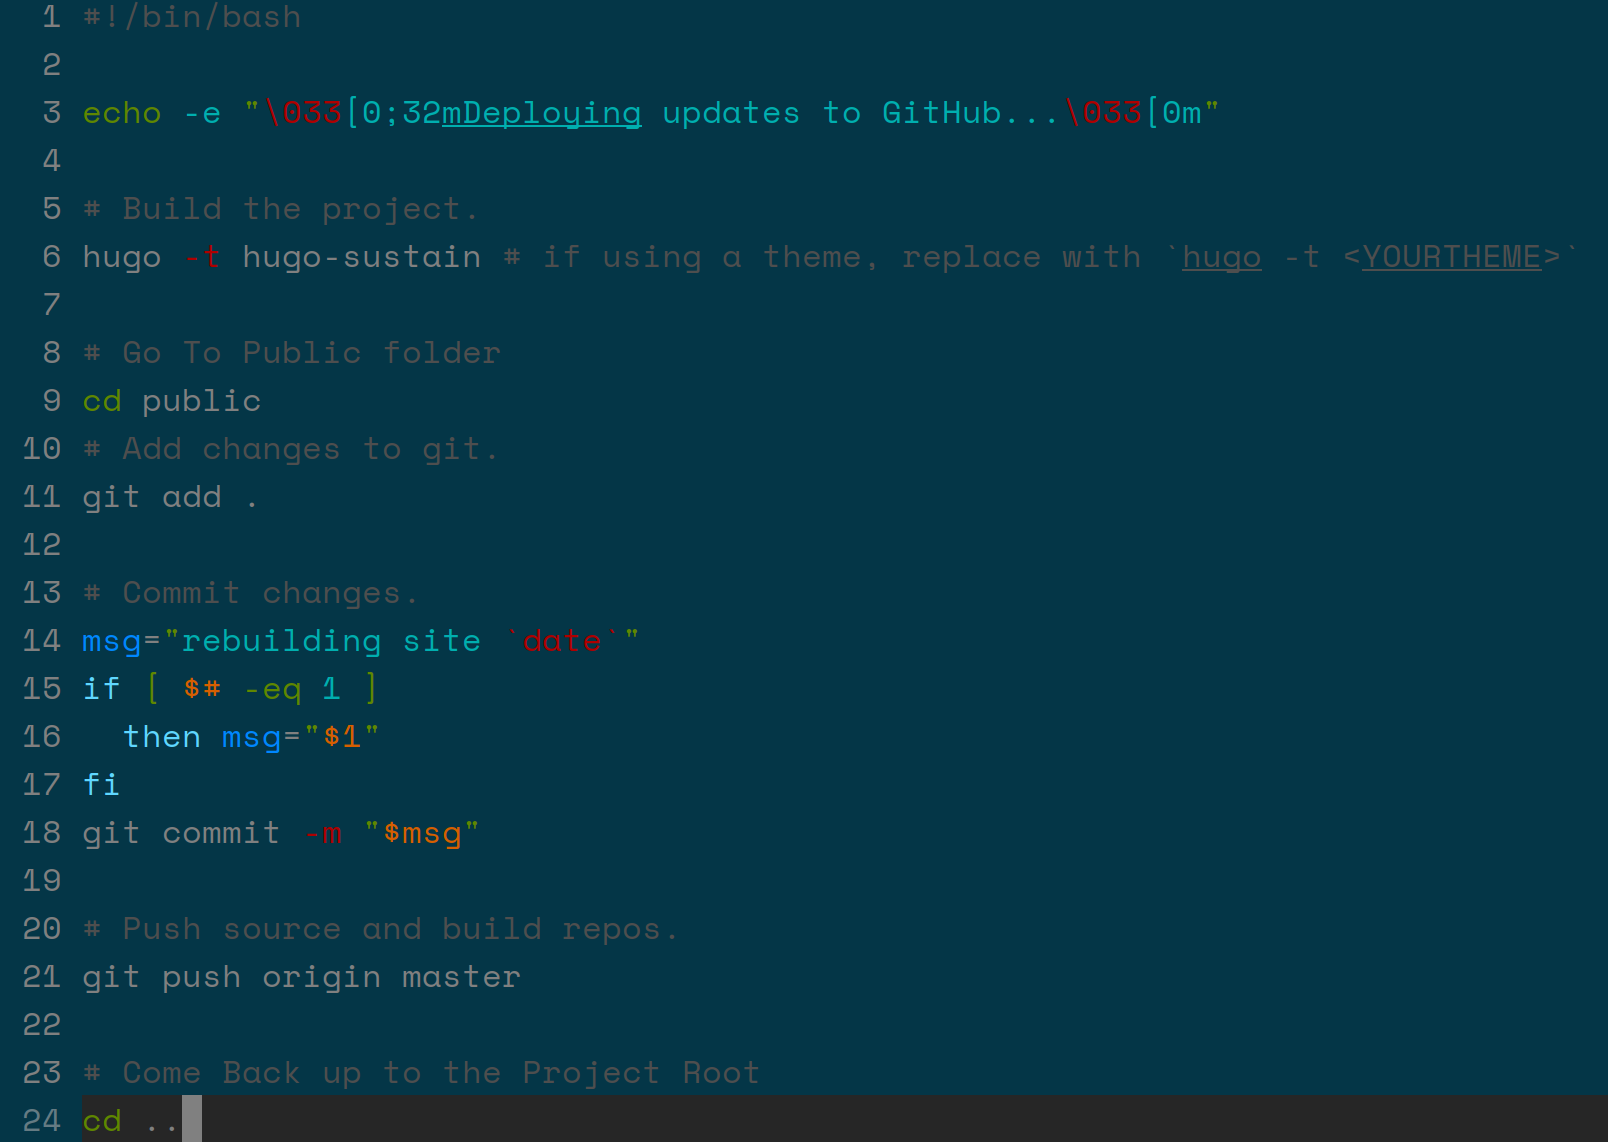 1 #!/bin/bash
2
3 echo -e "\033[0;32mDeploying updates to GitHub...\033[0m"
4
5 # Build the project.
6 hugo -t hugo-sustain # if using a theme, replace with `hugo -t <YOURTHEME>`
7
8 # Go To Public folder
9 cd public
10 # Add changes to git.
11 git add .
12
13 # Commit changes.
14 msg="rebuilding site `date`"
15 if [ $# -eq 1 ]
16   then msg="$1"
17 fi
18 git commit -m "$msg"
19
20 # Push source and build repos.
21 git push origin master
22
23 # Come Back up to the Project Root
24 cd ..